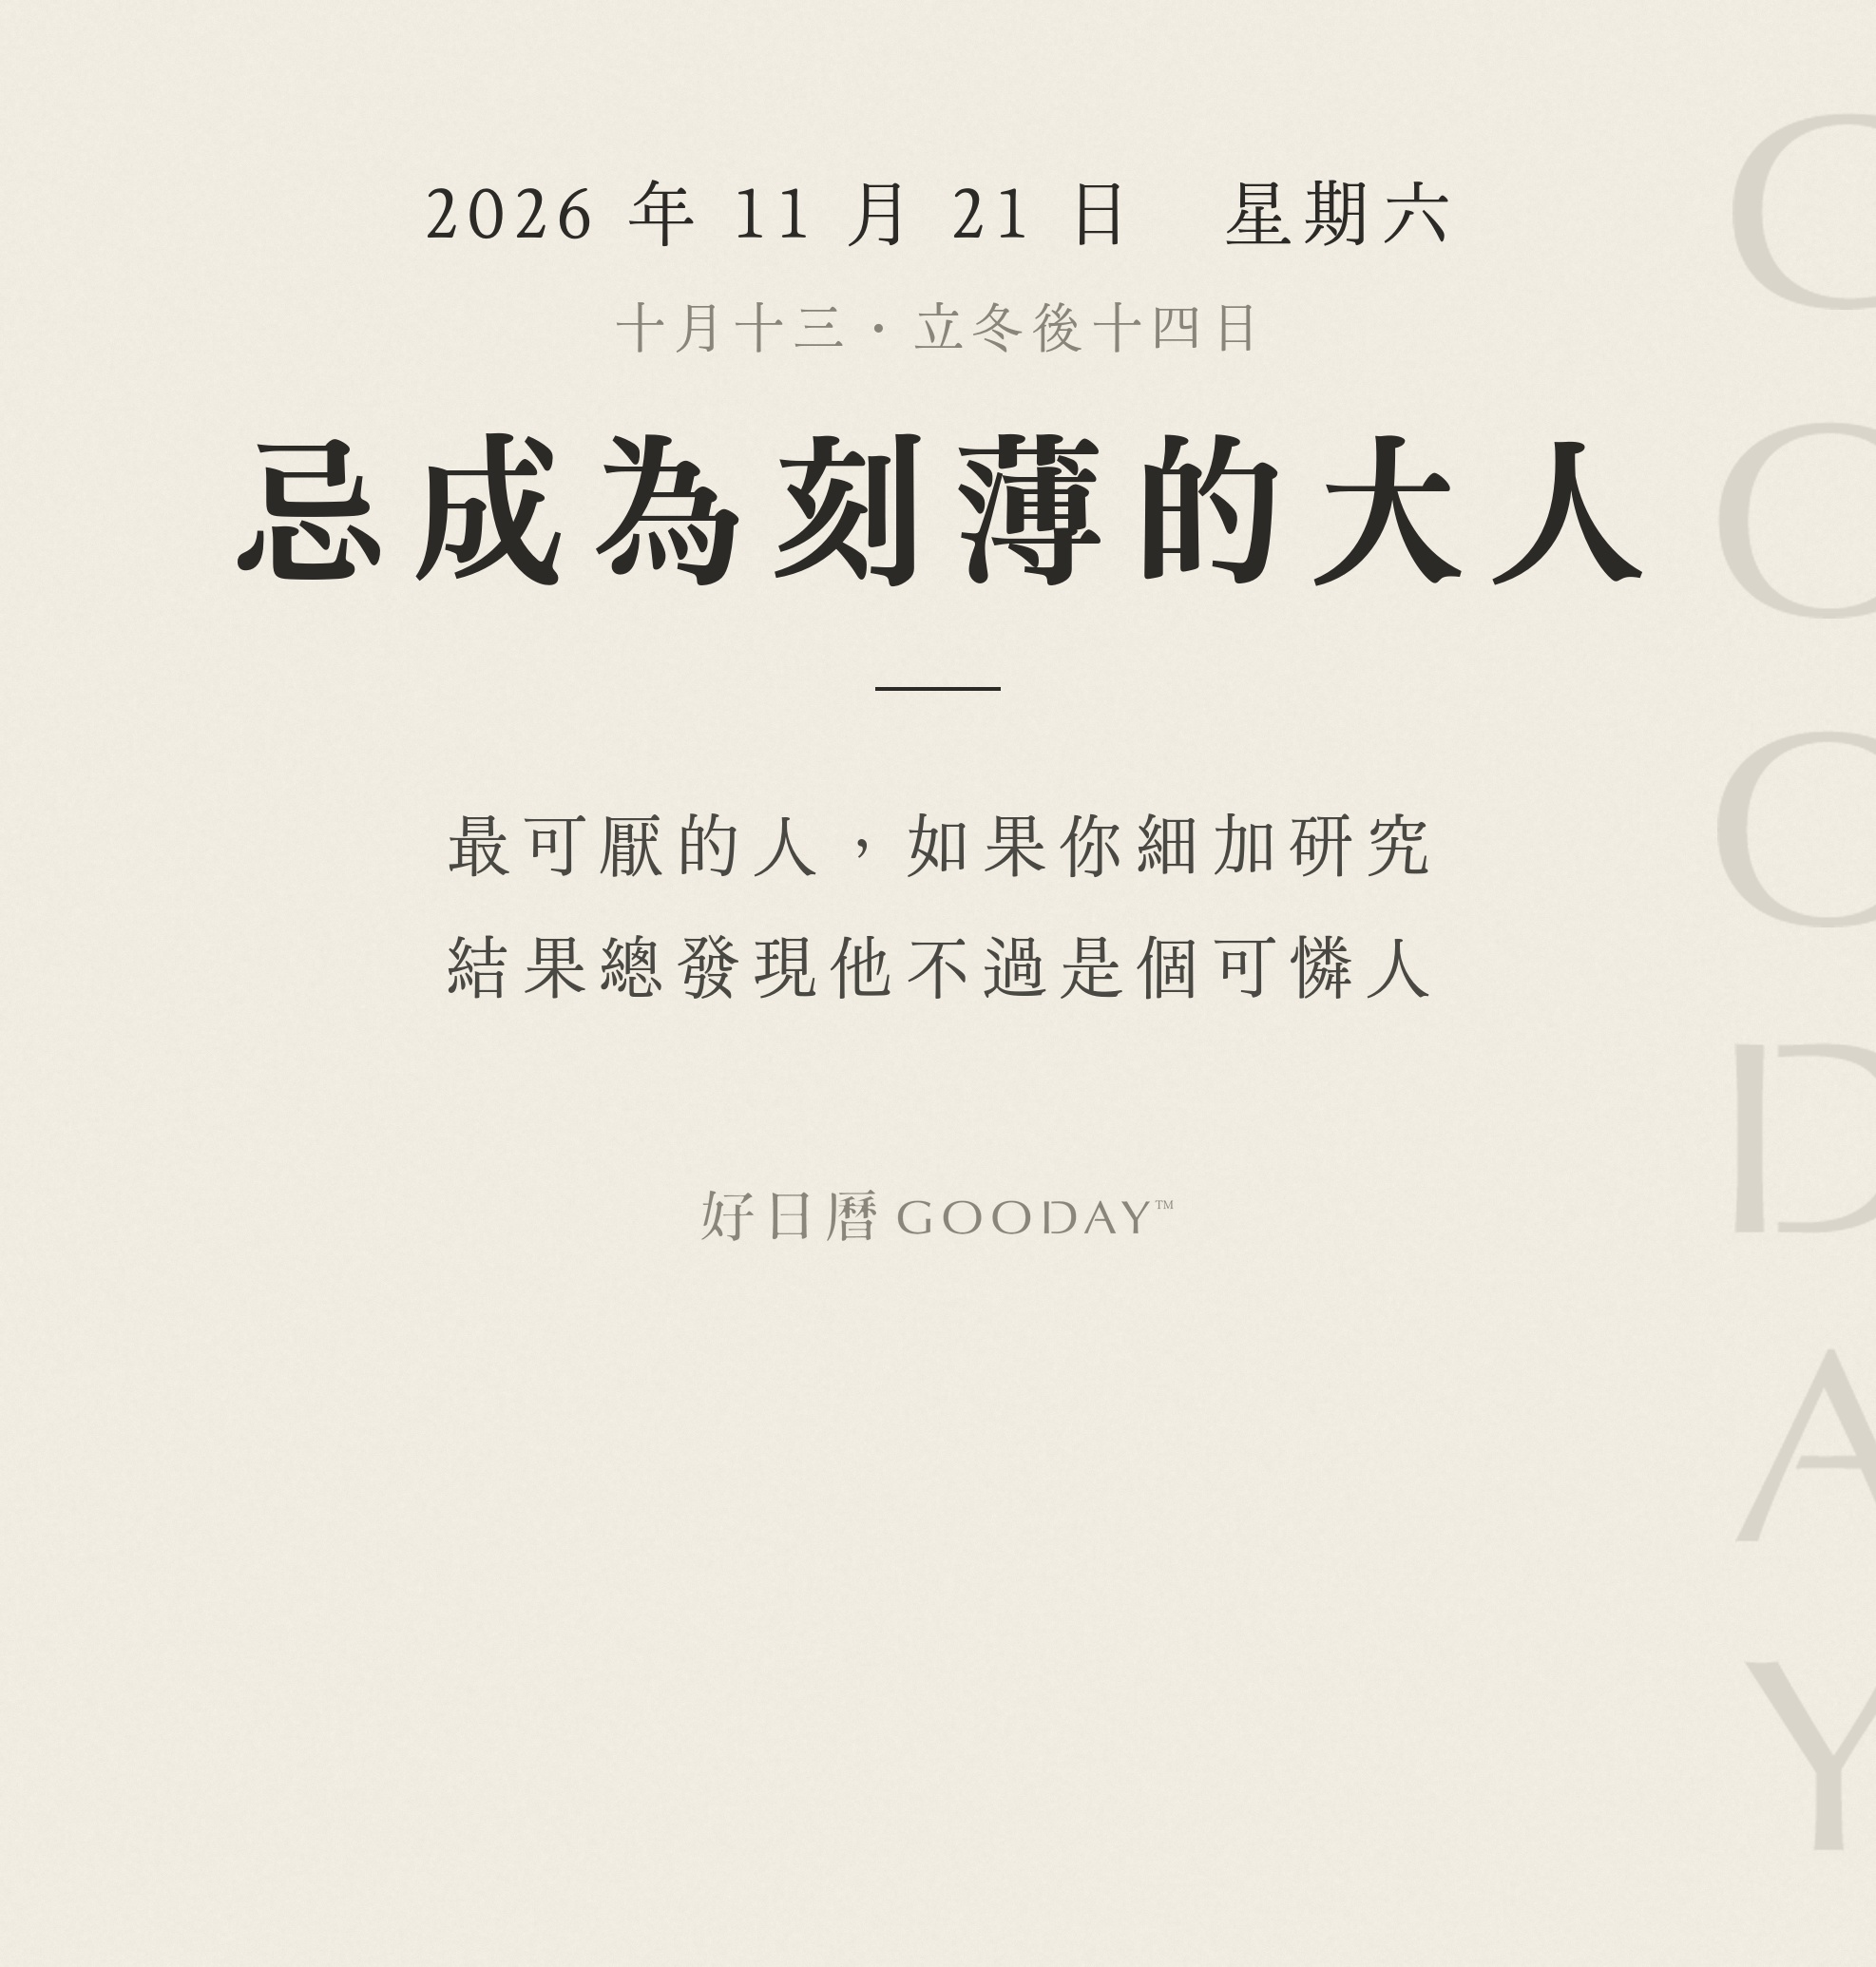 2026 年 11 月 21 日　星期六
十月十三・立冬後十四日
忌成為刻薄的大人
最可厭的人，如果你細加研究
結果總發現他不過是個可憐人
好日曆 GOODAY™
GOODAY